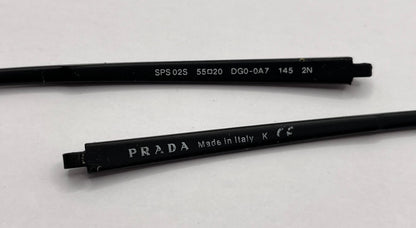 SPS 02S 55□20 DG0-0A7 145 2N
PRADA Made in Italy K CE